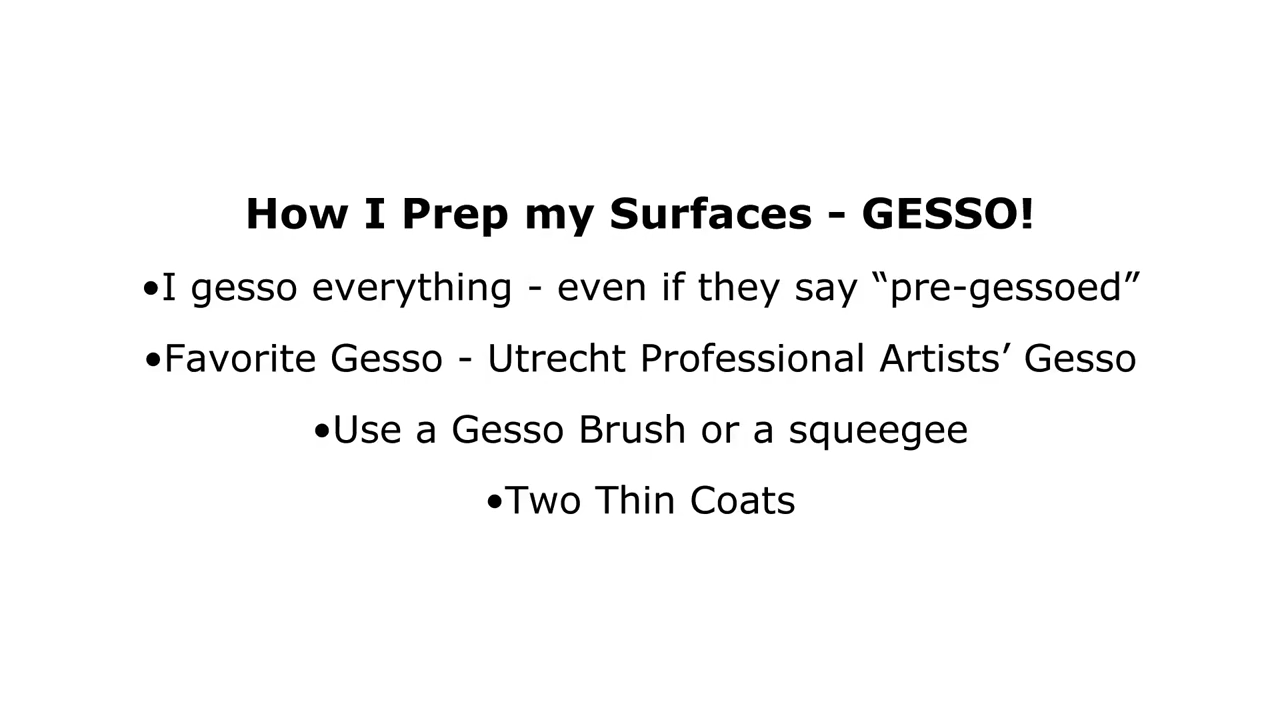 How I Prep my Surfaces - GESSO!
•I gesso everything - even if they say “pre-gessoed”
•Favorite Gesso - Utrecht Professional Artists’ Gesso
•Use a Gesso Brush or a squeegee
•Two Thin Coats